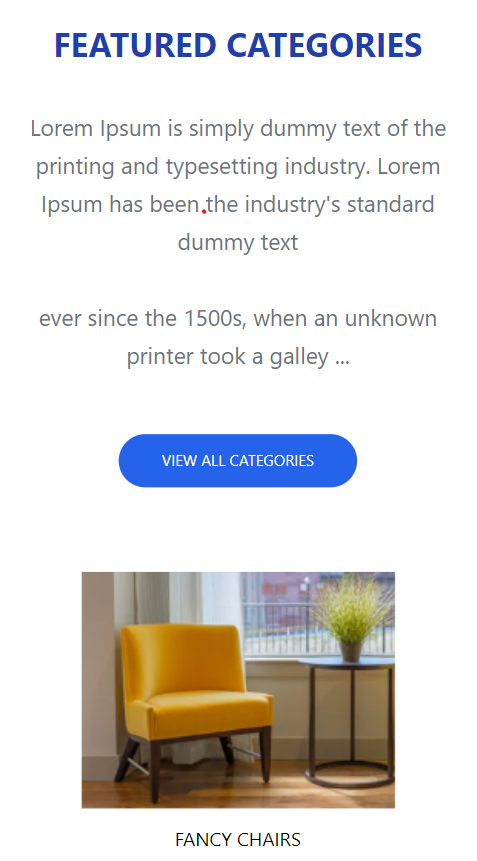 FEATURED CATEGORIES
Lorem Ipsum is simply dummy text of the
printing and typesetting industry. Lorem
Ipsum has been the industry's standard
dummy text
ever since the 1500s, when an unknown
printer took a galley ...
VIEW ALL CATEGORIES
FANCY CHAIRS